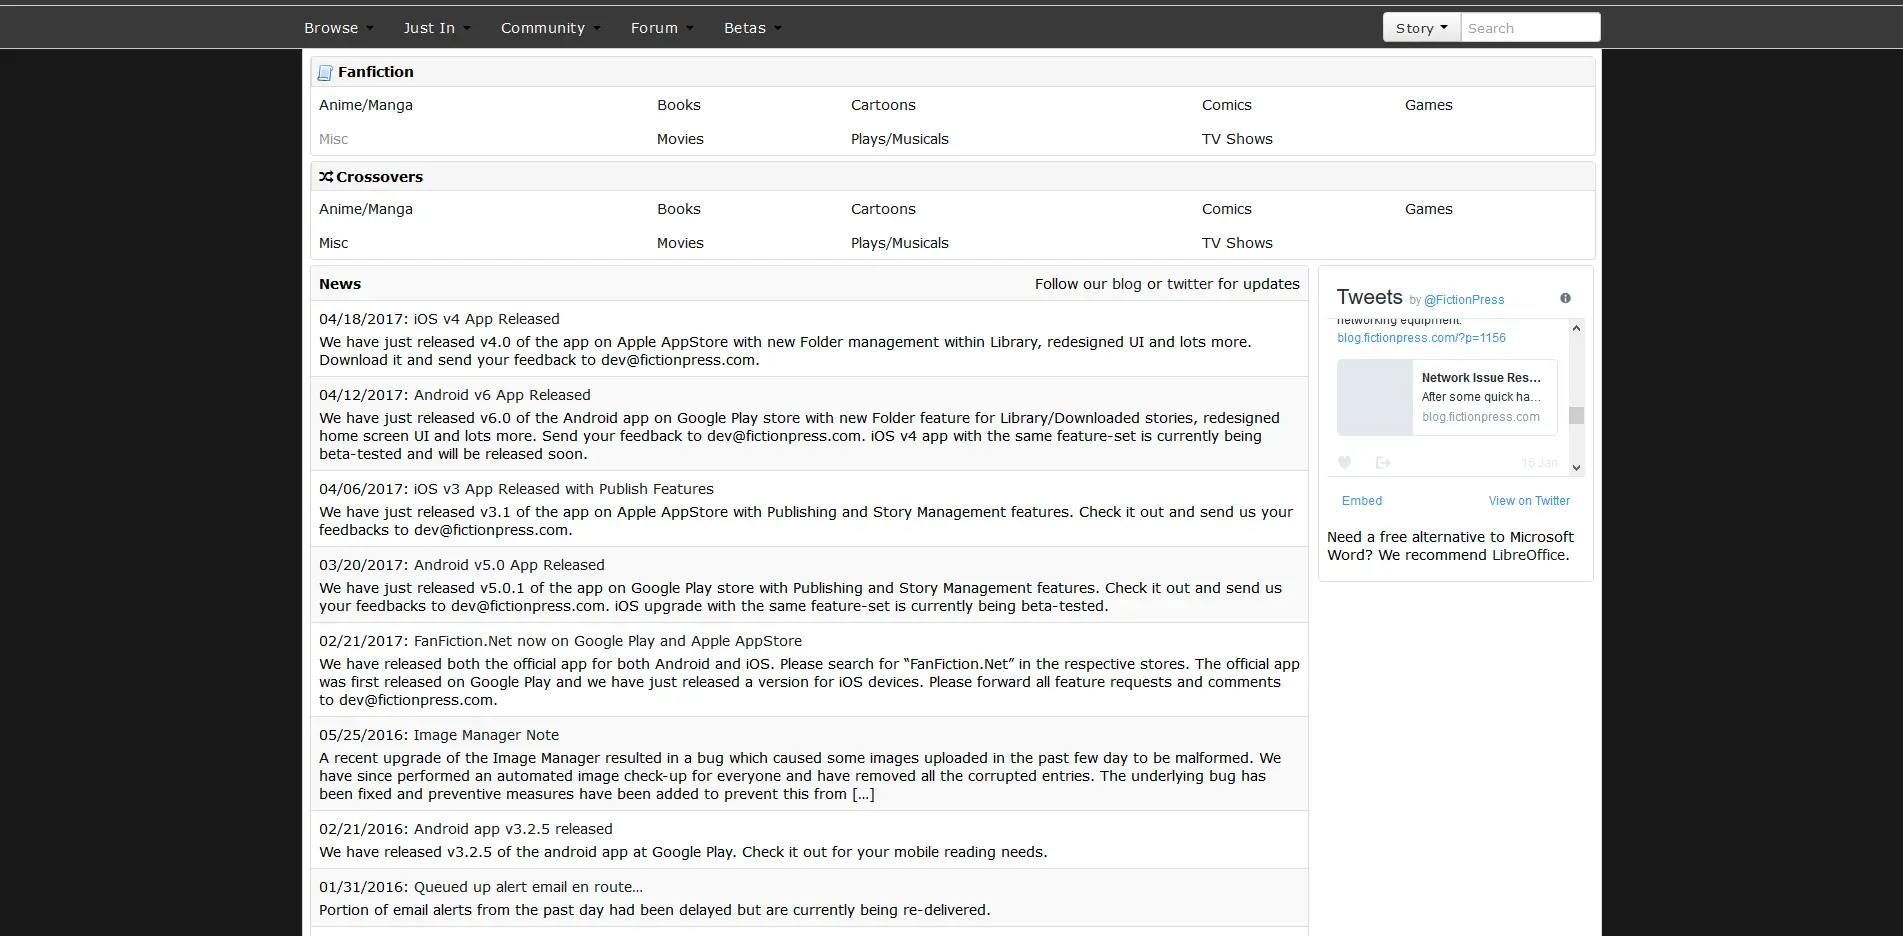 Browse Just In Community Forum Betas Story Search
Fanfiction
Anime/Manga Books Cartoons Comics Games
Misc Movies Plays/Musicals TV Shows
Crossovers
Anime/Manga Books Cartoons Comics Games
Misc Movies Plays/Musicals TV Shows
News Follow our blog or twitter for updates
04/18/2017: iOS v4 App Released
We have just released v4.0 of the app on Apple AppStore with new Folder management within Library, redesigned UI and lots more.
Download it and send your feedback to dev@fictionpress.com.
04/12/2017: Android v6 App Released
We have just released v6.0 of the Android app on Google Play store with new Folder feature for Library/Downloaded stories, redesigned
home screen UI and lots more. Send your feedback to dev@fictionpress.com. iOS v4 app with the same feature-set is currently being
beta-tested and will be released soon.
04/06/2017: iOS v3 App Released with Publish Features
We have just released v3.1 of the app on Apple AppStore with Publishing and Story Management features. Check it out and send us your
feedbacks to dev@fictionpress.com.
03/20/2017: Android v5.0 App Released
We have just released v5.0.1 of the app on Google Play store with Publishing and Story Management features. Check it out and send us
your feedbacks to dev@fictionpress.com. iOS upgrade with the same feature-set is currently being beta-tested.
02/21/2017: FanFiction.Net now on Google Play and Apple AppStore
We have released both the official app for both Android and iOS. Please search for “FanFiction.Net” in the respective stores. The official app
was first released on Google Play and we have just released a version for iOS devices. Please forward all feature requests and comments
to dev@fictionpress.com.
05/25/2016: Image Manager Note
A recent upgrade of the Image Manager resulted in a bug which caused some images uploaded in the past few day to be malformed. We
have since performed an automated image check-up for everyone and have removed all the corrupted entries. The underlying bug has
been fixed and preventive measures have been added to prevent this from [...]
02/21/2016: Android app v3.2.5 released
We have released v3.2.5 of the android app at Google Play. Check it out for your mobile reading needs.
01/31/2016: Queued up alert email en route...
Portion of email alerts from the past day had been delayed but are currently being re-delivered.
Tweets by @FictionPress
networking equipment.
blog.fictionpress.com/?p=1156
Network Issue Res...
After some quick ha...
blog.fictionpress.com
Jan
Embed View on Twitter
Need a free alternative to Microsoft
Word? We recommend LibreOffice.